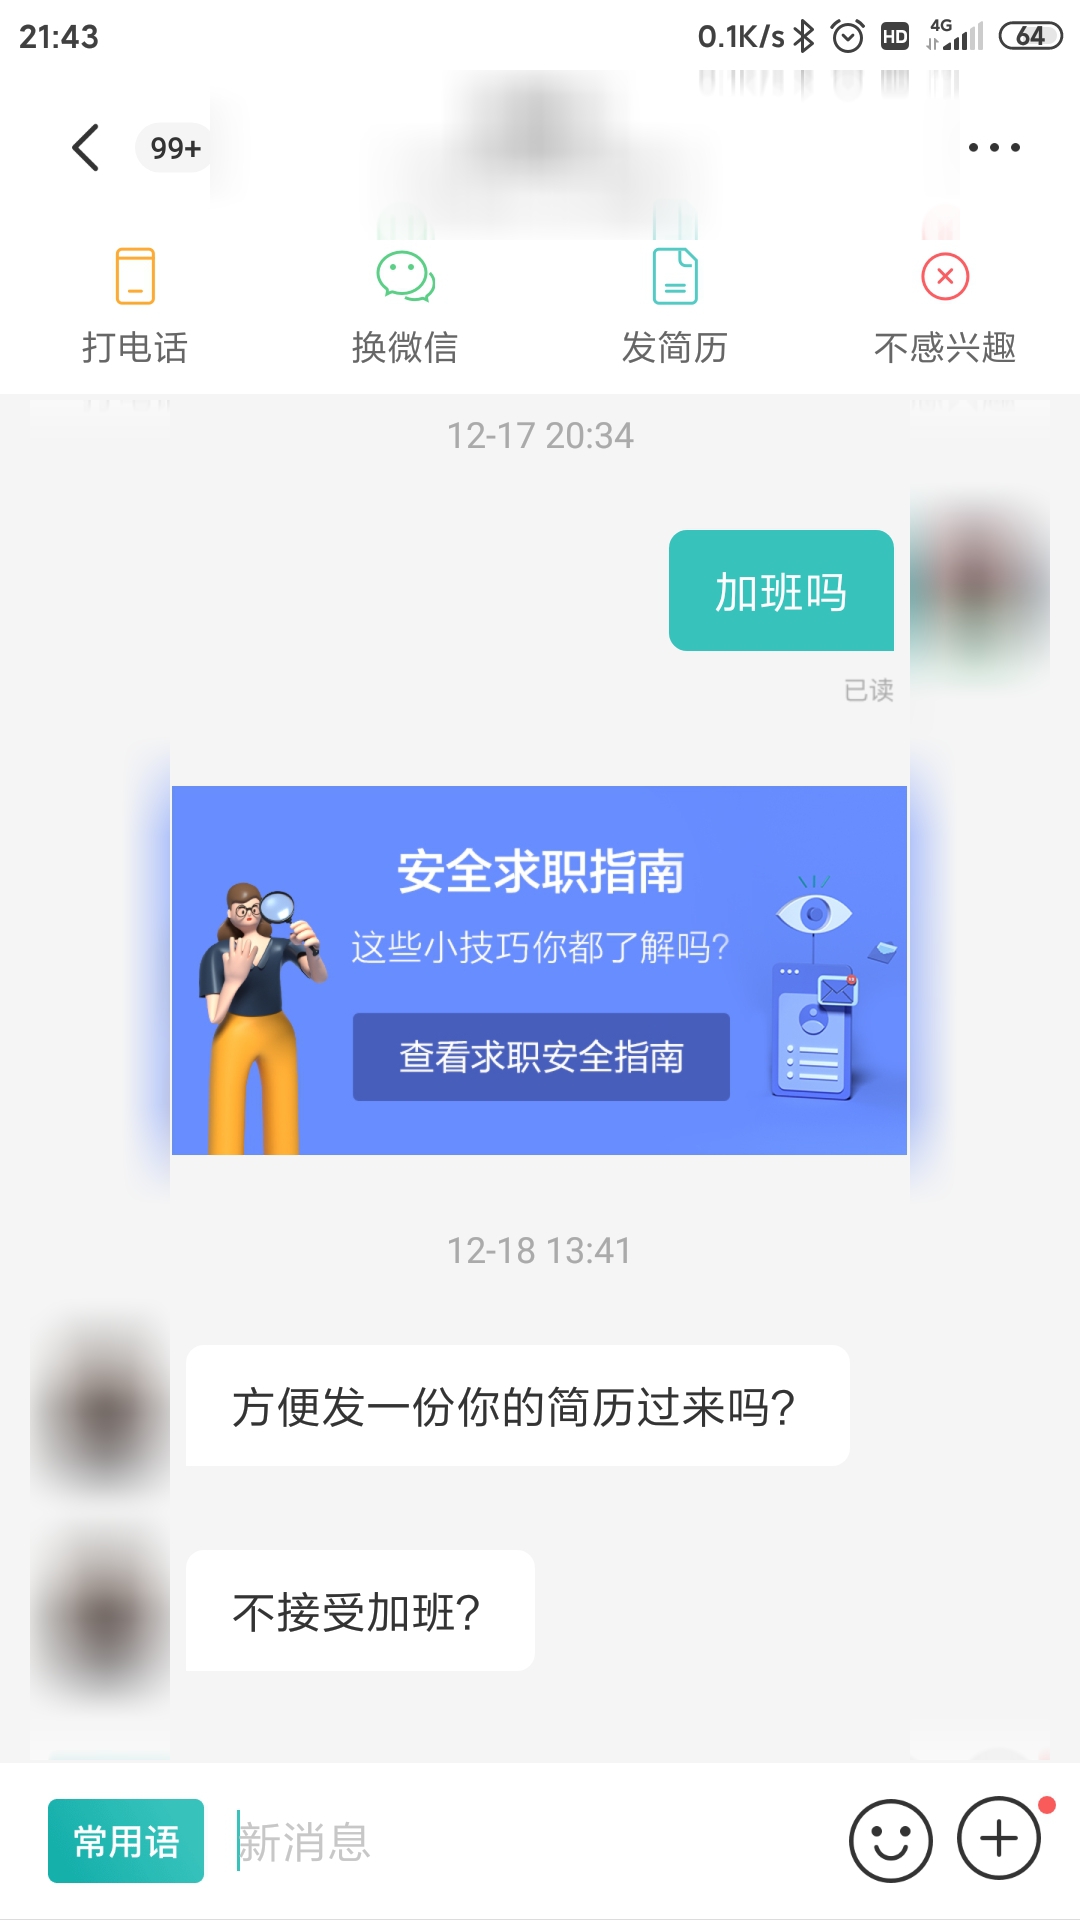 21:43
0.1K/s HD 4G 64
99+
打电话 换微信 发简历 不感兴趣
12-17 20:34
加班吗
已读
安全求职指南
这些小技巧你都了解吗?
查看求职安全指南
12-18 13:41
方便发一份你的简历过来吗?
不接受加班?
常用语 新消息